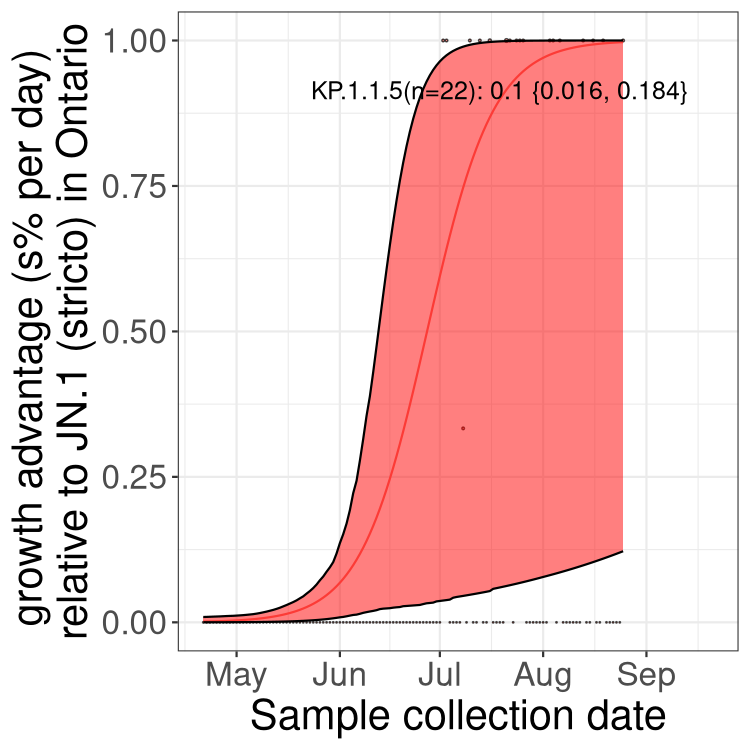 growth advantage (s% per day)
relative to JN.1 (stricto) in Ontario
1.00
0.75
0.50
0.25
0.00
KP.1.1.5(n=22): 0.1 {0.016, 0.184}
May Jun Jul Aug Sep
Sample collection date